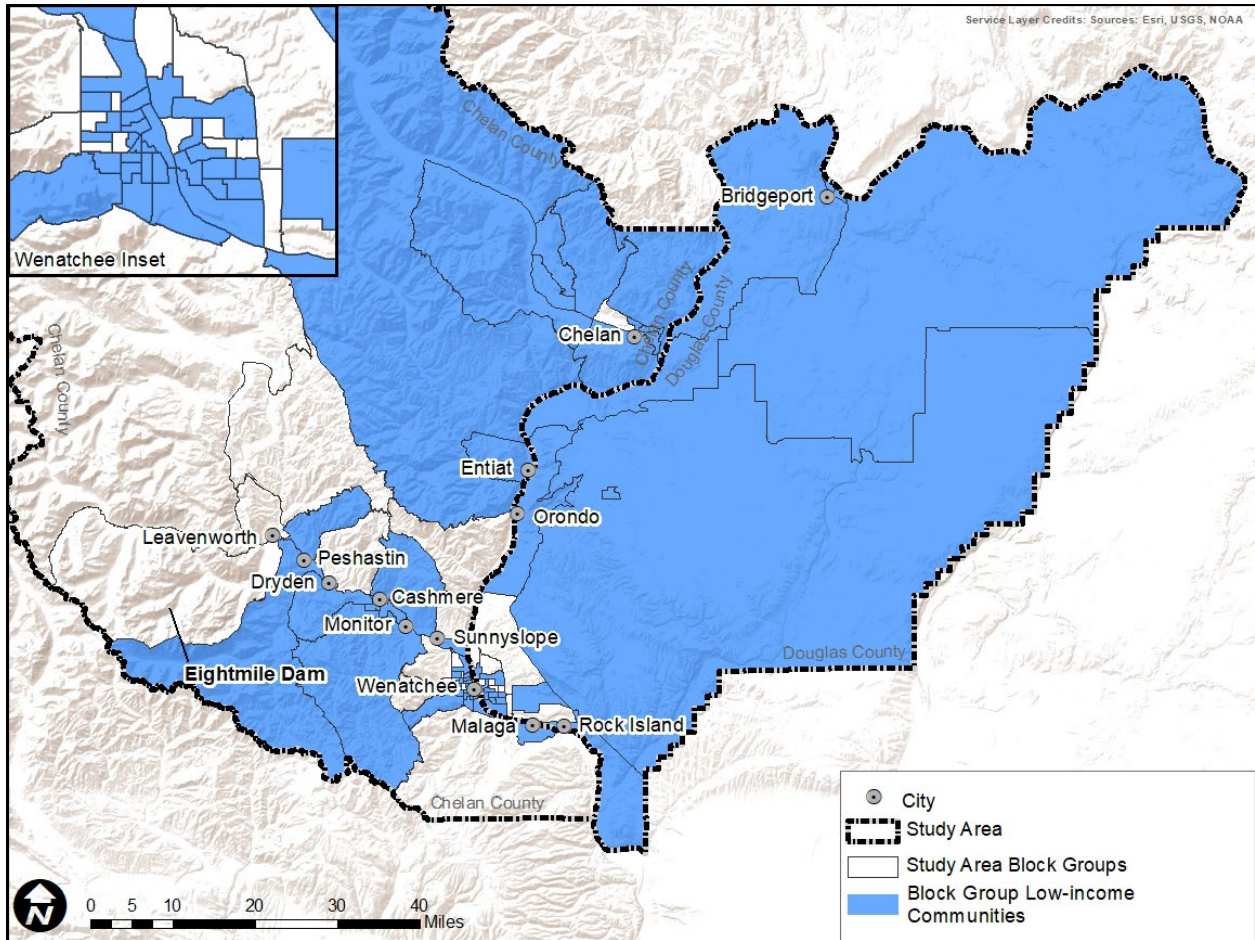 Service Layer Credits: Sources: Esri, USGS, NOAA
Wenatchee Inset
Chelan County
Bridgeport
Chelan County
Douglas County
Chelan
Chelan County
Entiat
Orondo
Leavenworth
Peshastin
Dryden
Cashmere
Monitor
Sunnyslope
Eightmile Dam
Wenatchee
Douglas County
Malaga
Rock Island
Chelan County
City
Study Area
Study Area Block Groups
Block Group Low-income
Communities
N
0 5 10 20 30 40
Miles